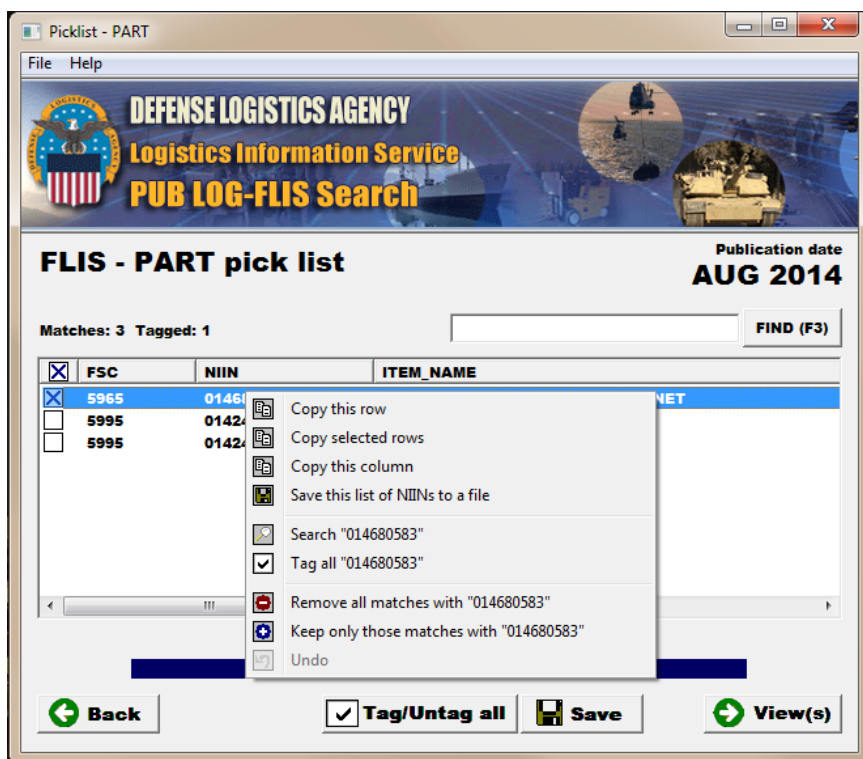 Picklist - PART
File Help
DEFENSE LOGISTICS AGENCY
Logistics Information Service
PUB LOG-FLIS Search
FLIS - PART pick list
Publication date
AUG 2014
Matches: 3 Tagged: 1
FIND (F3)
FSC NIIN ITEM_NAME
5965 01468 NET
5995 01424
5995 01424
Copy this row
Copy selected rows
Copy this column
Save this list of NIINs to a file
Search "014680583"
Tag all "014680583"
Remove all matches with "014680583"
Keep only those matches with "014680583"
Undo
Back Tag/Untag all Save View(s)